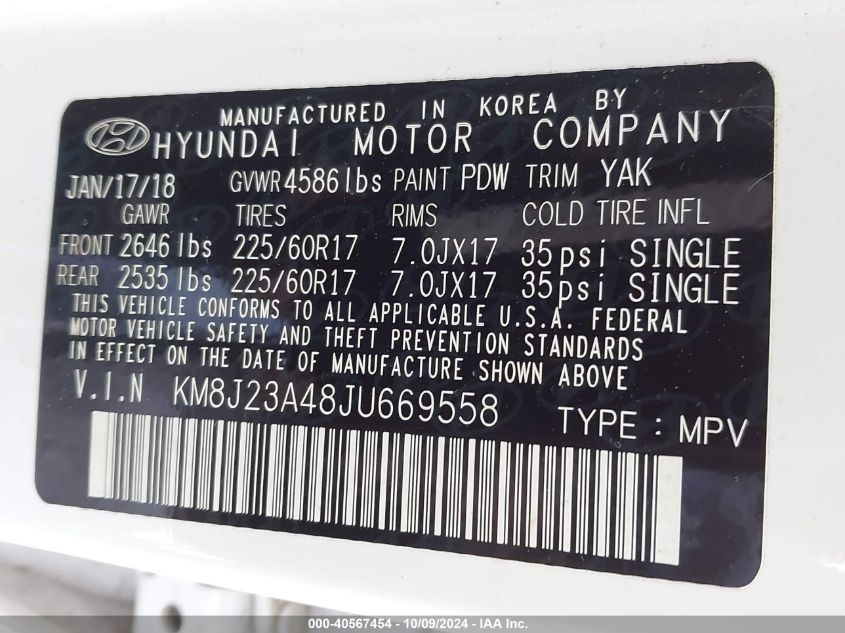 MANUFACTURED IN KOREA BY
HYUNDAI MOTOR COMPANY
JAN/17/18 GVWR 4586 lbs PAINT PDW TRIM YAK
GAWR TIRES RIMS COLD TIRE INFL
FRONT 2646 lbs 225/60R17 7.0JX17 35psi SINGLE
REAR 2535 lbs 225/60R17 7.0JX17 35psi SINGLE
THIS VEHICLE CONFORMS TO ALL APPLICABLE U.S.A. FEDERAL
MOTOR VEHICLE SAFETY AND THEFT PREVENTION STANDARDS
IN EFFECT ON THE DATE OF MANUFACTURE SHOWN ABOVE
V.I.N KM8J23A48JU669558 TYPE : MPV
000-40567454 - 10/09/2024 - IAA Inc.